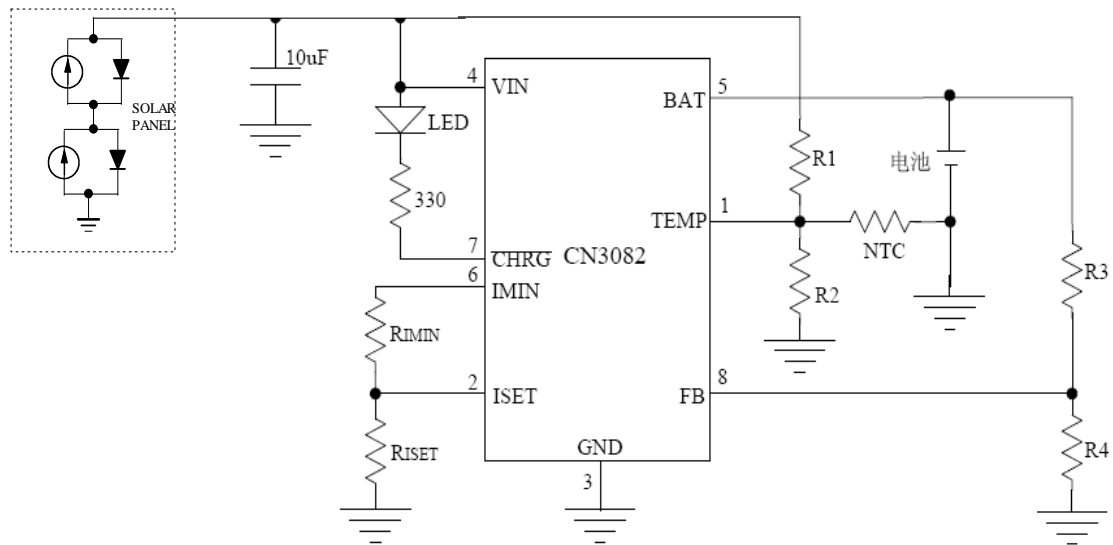 SOLAR
PANEL
10uF
4
VIN
LED
330
7
CHRG
6
IMIN
RIMIN
2
ISET
RISET
GND
3
CN3082
BAT
5
TEMP
1
FB
8
R1
NTC
R2
电池
R3
R4